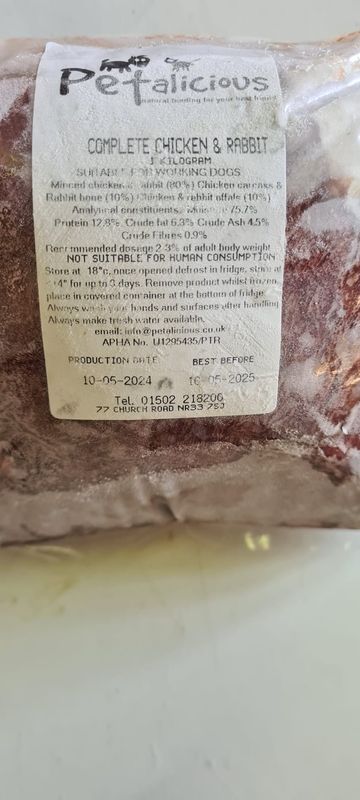 Petalicious
natural feeding for your best friend
COMPLETE CHICKEN & RABBIT
1 KILOGRAM
SUITABLE FOR WORKING DOGS
Minced chicken & rabbit (80%) Chicken carcass &
Rabbit bone (10%) Chicken & rabbit offale (10%)
Analytical constituents, Moisture 75.7%
Protein 12.8%, Crude fat 6.3% Crude Ash 4.5%
Crude Fibres 0.9%
Recommended dosage 2-3% of adult body weight
NOT SUITABLE FOR HUMAN CONSUMPTION
Store at 18°c, once opened defrost in fridge, store at
+4° for up to 3 days. Remove product whilst frozen,
place in covered container at the bottom of fridge
Always wash your hands and surfaces after handling
Always make fresh water available.
email: info@petalicious.co.uk
APHA No. U1295435/PTR
PRODUCTION DATE BEST BEFORE
10-05-2024 10-05-2025
Tel. 01502 218200
77 CHURCH ROAD NR33 7SJ